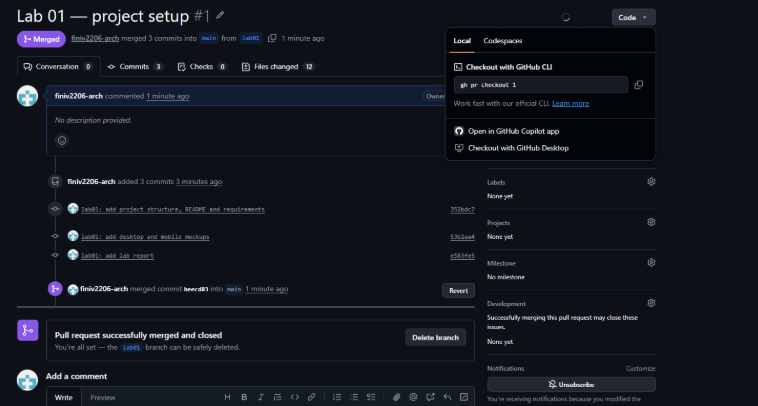 Lab 01 — project setup #1
Code
Merged
finiv2206-arch merged 3 commits into main from lab01 1 minute ago
Local
Codespaces
Conversation 0
Commits 3
Checks 0
Files changed 12
Checkout with GitHub CLI
gh pr checkout 1
Work fast with our official CLI. Learn more
Open in GitHub Copilot app
Checkout with GitHub Desktop
finiv2206-arch commented 1 minute ago
Owner
No description provided.
finiv2206-arch added 3 commits 3 minutes ago
lab01: add project structure, README and requirements
352bdc7
lab01: add desktop and mobile mockups
53b2aa4
lab01: add lab report
e583fe5
finiv2206-arch merged commit beecd83 into main 1 minute ago
Revert
Pull request successfully merged and closed
You're all set — the lab01 branch can be safely deleted.
Delete branch
Add a comment
Write
Preview
H B I
Labels
None yet
Projects
None yet
Milestone
No milestone
Development
Successfully merging this pull request may close these
issues.
None yet
Notifications
Customize
Unsubscribe
You're receiving notifications because you modified the